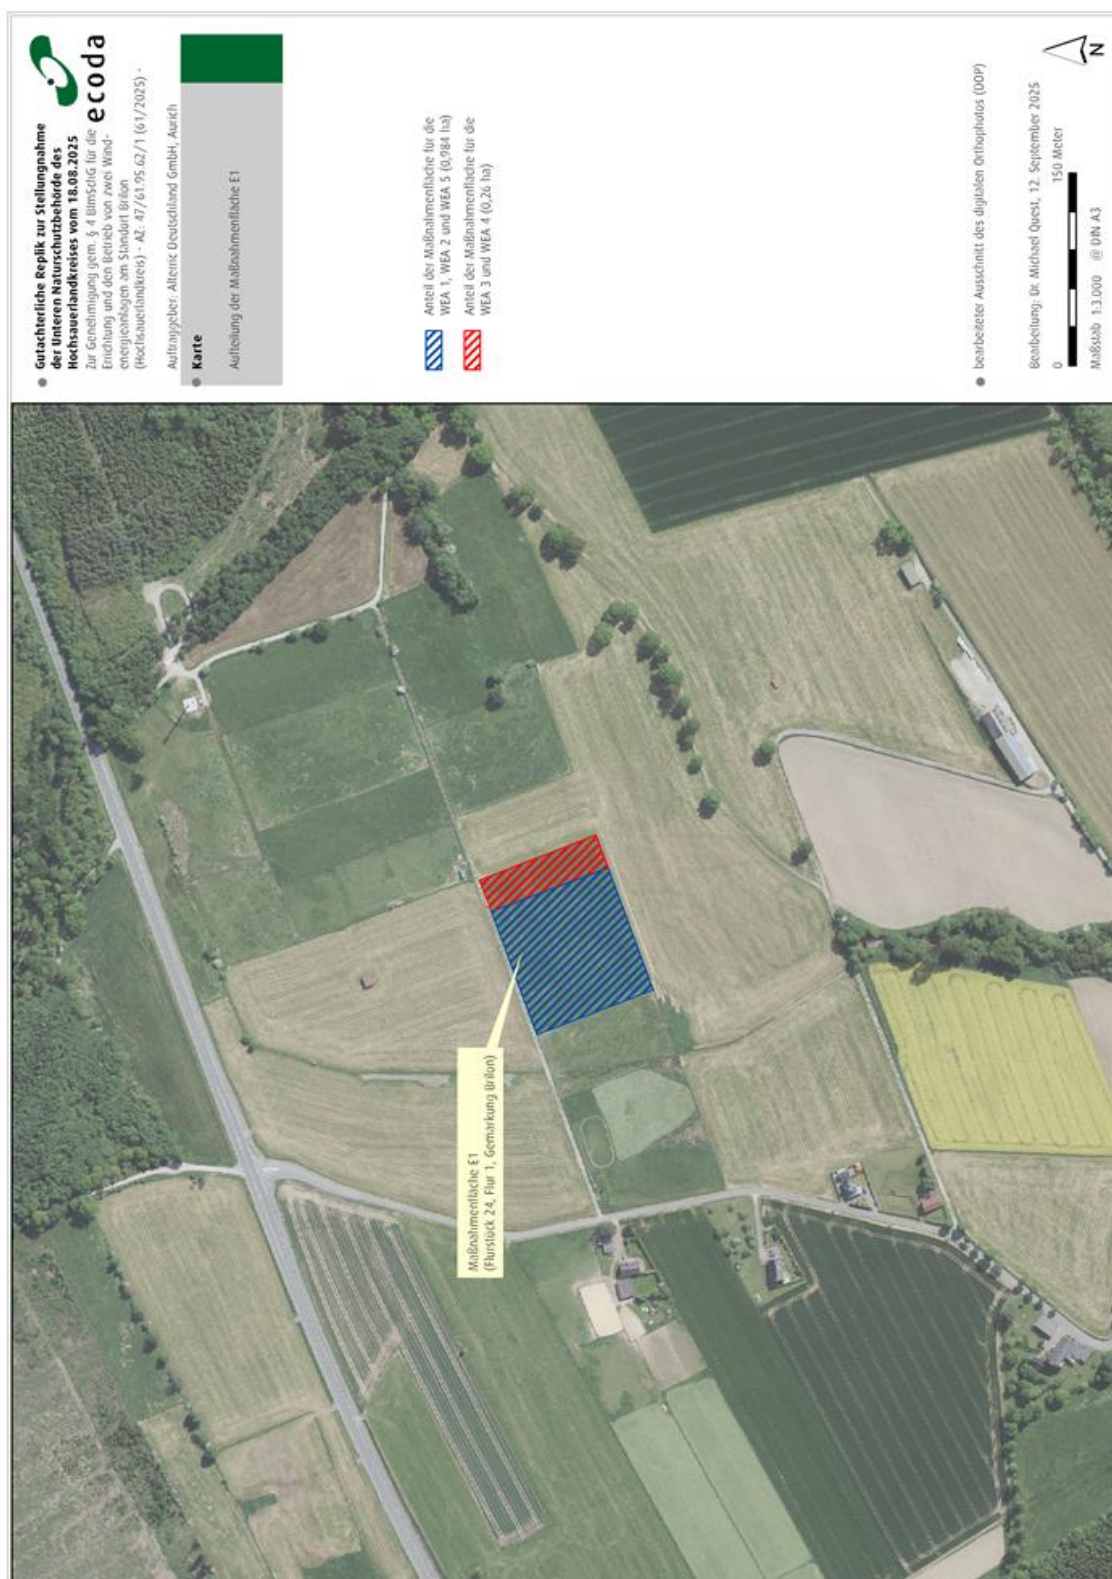 ecoda
Gutachterliche Replik zur Stellungnahme
der Unteren Naturschutzbehörde des
Hochsauerlandkreises vom 18.08.2025
Zur Genehmigung gem. § 4 BImSchG für die
Errichtung und den Betrieb von zwei Wind-
energieanlagen am Standort Brilon
(Hochsauerlandkreis) - AZ: 47/61.95.62/1 (61/2025) -
Auftraggeber: Alterric Deutschland GmbH, Aurich
Karte
Aufteilung der Maßnahmenfläche E1
Anteil der Maßnahmenfläche für die
WEA 1, WEA 2 und WEA 5 (0,984 ha)
Anteil der Maßnahmenfläche für die
WEA 3 und WEA 4 (0,26 ha)
bearbeiteter Ausschnitt des digitalen Orthophotos (DOP)
Bearbeitung: Dr. Michael Quest, 12. September 2025
0 150 Meter
Maßstab 1:3.000 @ DIN A3
N
Maßnahmenfläche E1
(Flurstück 24, Flur 1, Gemarkung Brilon)